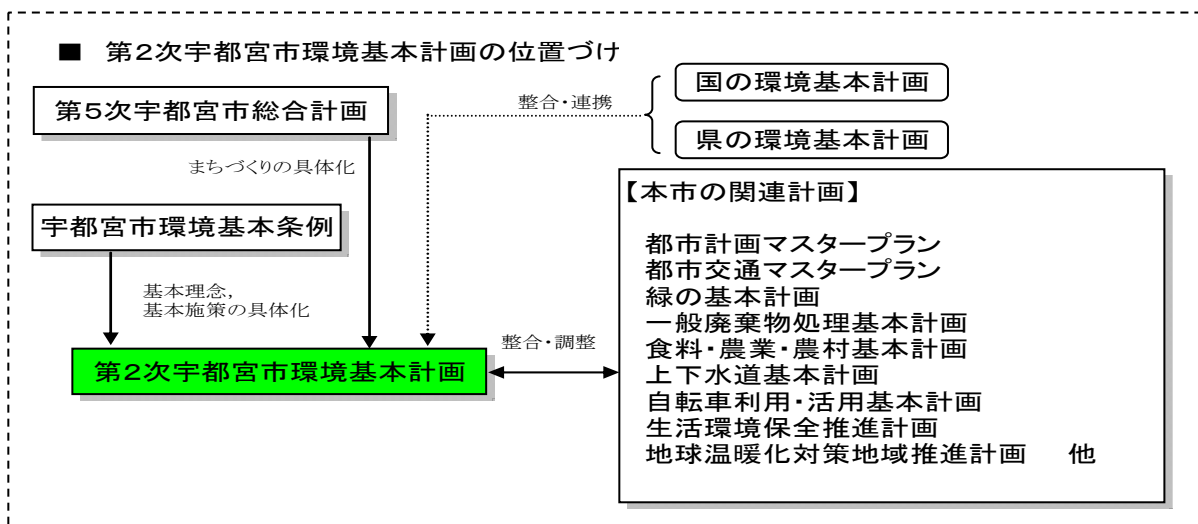 ■ 第2次宇都宮市環境基本計画の位置づけ
第5次宇都宮市総合計画
まちづくりの具体化
宇都宮市環境基本条例
基本理念,
基本施策の具体化
第2次宇都宮市環境基本計画
整合・連携
国の環境基本計画
県の環境基本計画
整合・調整
【本市の関連計画】
都市計画マスタープラン
都市交通マスタープラン
緑の基本計画
一般廃棄物処理基本計画
食料・農業・農村基本計画
上下水道基本計画
自転車利用・活用基本計画
生活環境保全推進計画
地球温暖化対策地域推進計画 他